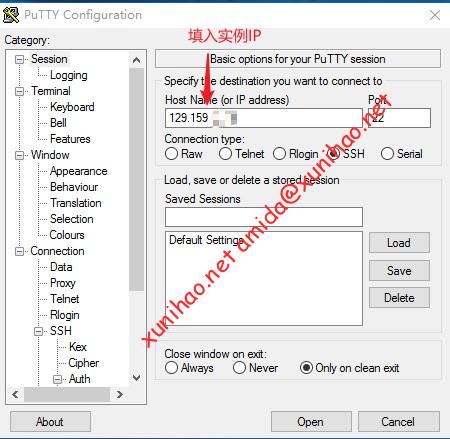 PuTTY Configuration
填入实例IP
Category:
Session
Logging
Terminal
Keyboard
Bell
Features
Window
Appearance
Behaviour
Translation
Selection
Colours
Connection
Data
Proxy
Telnet
Rlogin
SSH
Kex
Cipher
Auth
Basic options for your PuTTY session
Specify the destination you want to connect to
Host Name (or IP address)
Port
129.159
22
Connection type:
Raw
Telnet
Rlogin
SSH
Serial
Load, save or delete a stored session
Saved Sessions
Default Settings
Load
Save
Delete
Close window on exit:
Always
Never
Only on clean exit
About
Open
Cancel
xunihao.net amida@xunihao.net